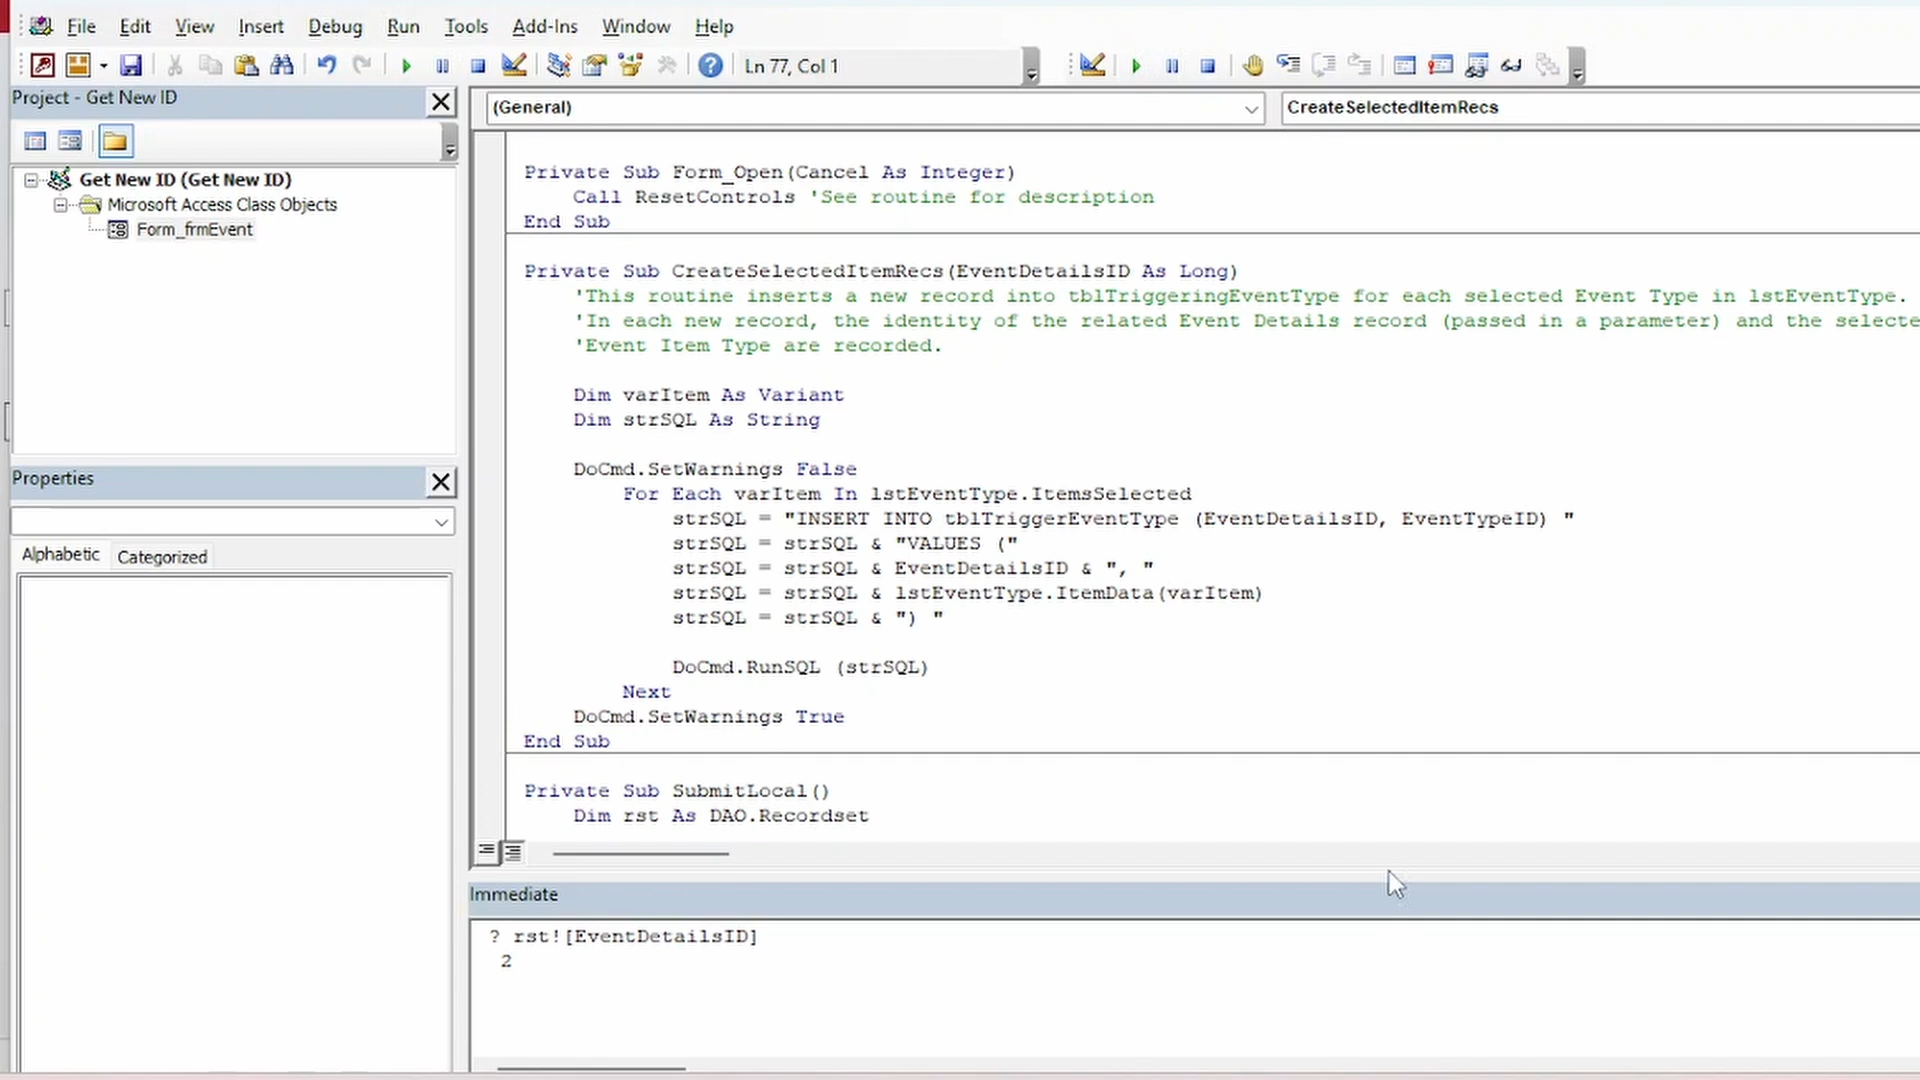 File Edit View Insert Debug Run Tools Add-Ins Window Help
Ln 77, Col 1
Project - Get New ID
(General)
CreateSelectedItemRecs
Get New ID (Get New ID)
Microsoft Access Class Objects
Form_frmEvent
Properties
Alphabetic Categorized
Private Sub Form_Open(Cancel As Integer)
Call ResetControls 'See routine for description
End Sub
Private Sub CreateSelectedItemRecs(EventDetailsID As Long)
'This routine inserts a new record into tblTriggeringEventType for each selected Event Type in lstEventType.
'In each new record, the identity of the related Event Details record (passed in a parameter) and the selecte
'Event Item Type are recorded.
Dim varItem As Variant
Dim strSQL As String
DoCmd.SetWarnings False
For Each varItem In lstEventType.ItemsSelected
strSQL = "INSERT INTO tblTriggerEventType (EventDetailsID, EventTypeID) "
strSQL = strSQL & "VALUES ("
strSQL = strSQL & EventDetailsID & ", "
strSQL = strSQL & lstEventType.ItemData(varItem)
strSQL = strSQL & ") "
DoCmd.RunSQL (strSQL)
Next
DoCmd.SetWarnings True
End Sub
Private Sub SubmitLocal()
Dim rst As DAO.Recordset
Immediate
? rst![EventDetailsID]
2